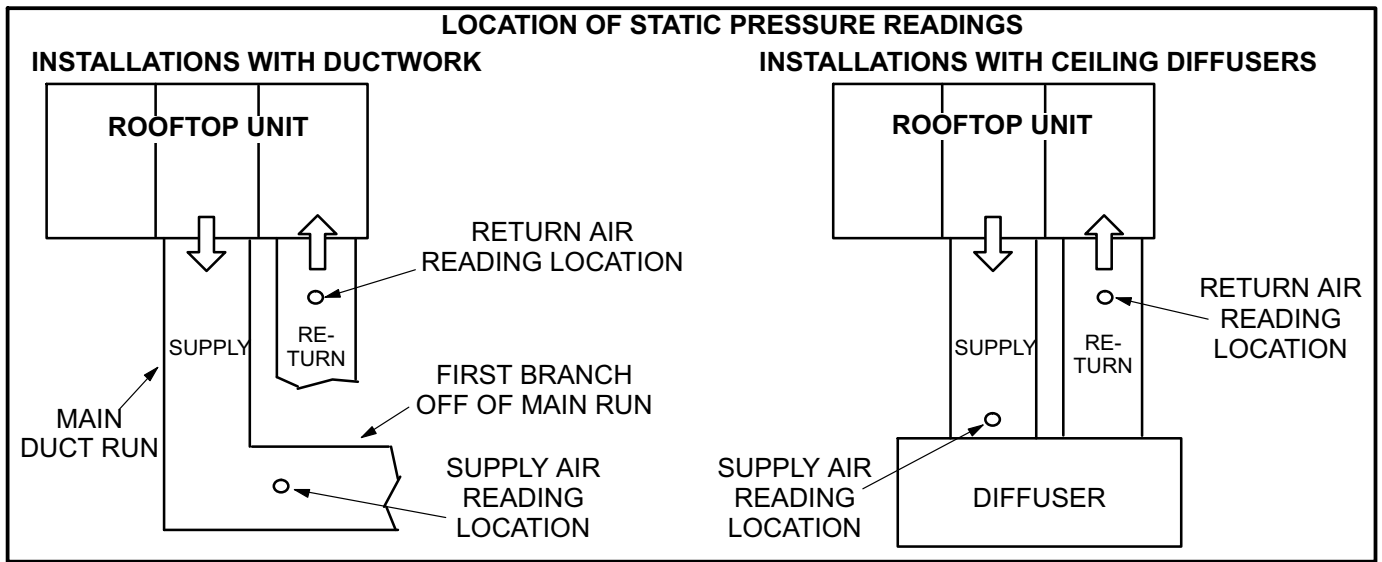 LOCATION OF STATIC PRESSURE READINGS
INSTALLATIONS WITH DUCTWORK
ROOFTOP UNIT
RETURN AIR
READING LOCATION
SUPPLY
RE-
TURN
FIRST BRANCH
OFF OF MAIN RUN
MAIN
DUCT RUN
SUPPLY AIR
READING
LOCATION
INSTALLATIONS WITH CEILING DIFFUSERS
ROOFTOP UNIT
RETURN AIR
READING
LOCATION
SUPPLY
RE-
TURN
SUPPLY AIR
READING
LOCATION
DIFFUSER